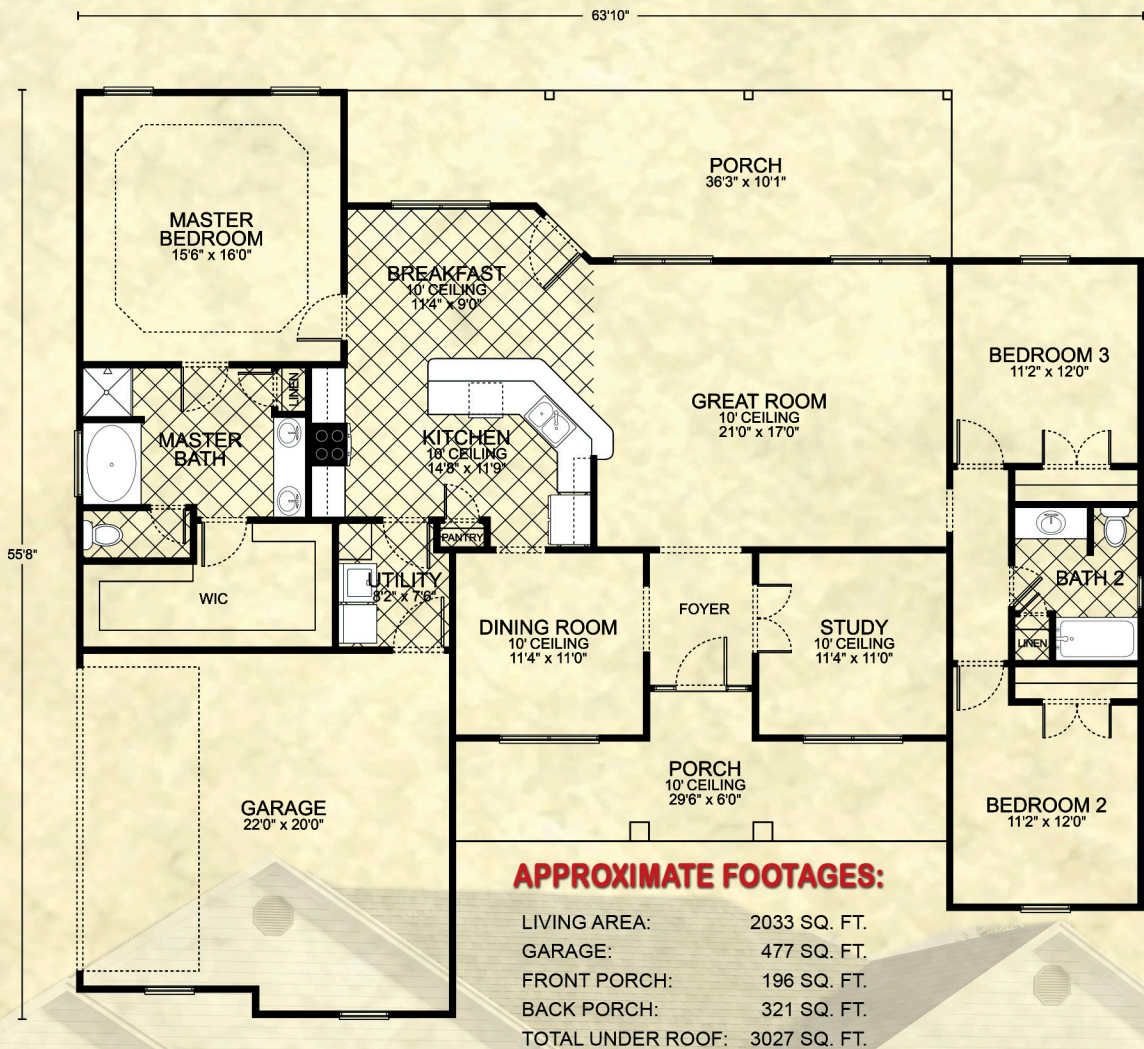 63'10"
PORCH
36'3" x 10'1"
MASTER
BEDROOM
15'6" x 16'0"
BREAKFAST
10' CEILING
11'4" x 9'0"
BEDROOM 3
11'2" x 12'0"
LINEN
GREAT ROOM
10' CEILING
21'0" x 17'0"
MASTER
BATH
KITCHEN
10' CEILING
14'8" x 11'9"
PANTRY
55'8"
UTILITY
8'2" x 7'6"
BATH 2
WIC
FOYER
DINING ROOM
10' CEILING
11'4" x 11'0"
STUDY
10' CEILING
11'4" x 11'0"
LINEN
PORCH
10' CEILING
29'6" x 6'0"
GARAGE
22'0" x 20'0"
BEDROOM 2
11'2" x 12'0"
APPROXIMATE FOOTAGES:
LIVING AREA: 2033 SQ. FT.
GARAGE: 477 SQ. FT.
FRONT PORCH: 196 SQ. FT.
BACK PORCH: 321 SQ. FT.
TOTAL UNDER ROOF: 3027 SQ. FT.